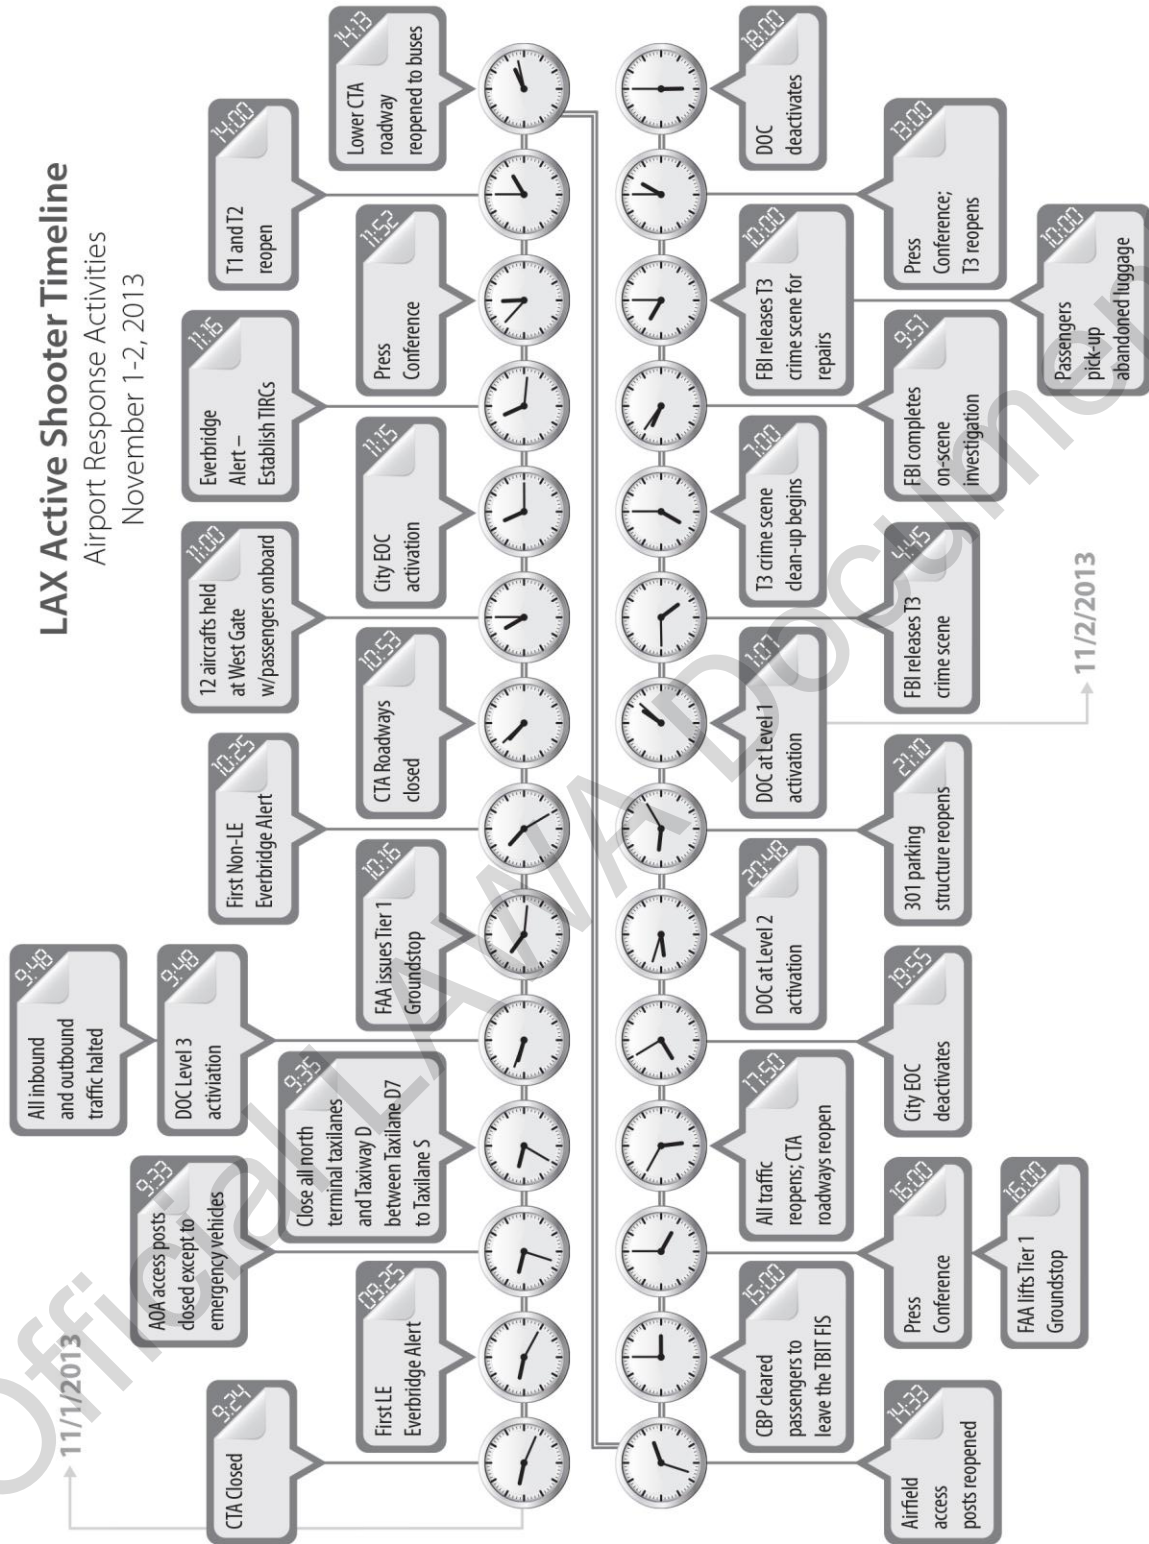 LAX Active Shooter Timeline
Airport Response Activities
November 1-2, 2013
11/1/2013
9:24
CTA Closed
09:25
First LE
Everbridge Alert
9:33
AOA access posts
closed except to
emergency vehicles
9:35
Close all north
terminal taxilanes
and Taxiway D
between Taxilane D7
to Taxilane S
9:48
All inbound
and outbound
traffic halted
9:48
DOC Level 3
activiation
10:16
FAA issues Tier 1
Groundstop
10:25
First Non-LE
Everbridge Alert
10:53
CTA Roadways
closed
11:00
12 aircrafts held
at West Gate
w/passengers onboard
11:15
City EOC
activation
11:16
Everbridge
Alert –
Establish TIRCs
11:52
Press
Conference
14:00
T1 and T2
reopen
14:13
Lower CTA
roadway
reopened to buses
14:33
Airfield
access
posts reopened
15:00
CBP cleared
passengers to
leave the TBIT FIS
16:00
Press
Conference
16:00
FAA lifts Tier 1
Groundstop
17:50
All traffic
reopens; CTA
roadways reopen
19:55
City EOC
deactivates
20:48
DOC at Level 2
activation
21:10
301 parking
structure reopens
1:07
DOC at Level 1
activation
11/2/2013
4:45
FBI releases T3
crime scene
7:00
T3 crime scene
clean-up begins
9:51
FBI completes
on-scene
investigation
10:00
FBI releases T3
crime scene for
repairs
10:00
Passengers
pick-up
abandoned luggage
13:00
Press
Conference;
T3 reopens
18:00
DOC
deactivates
Official LAWA Document